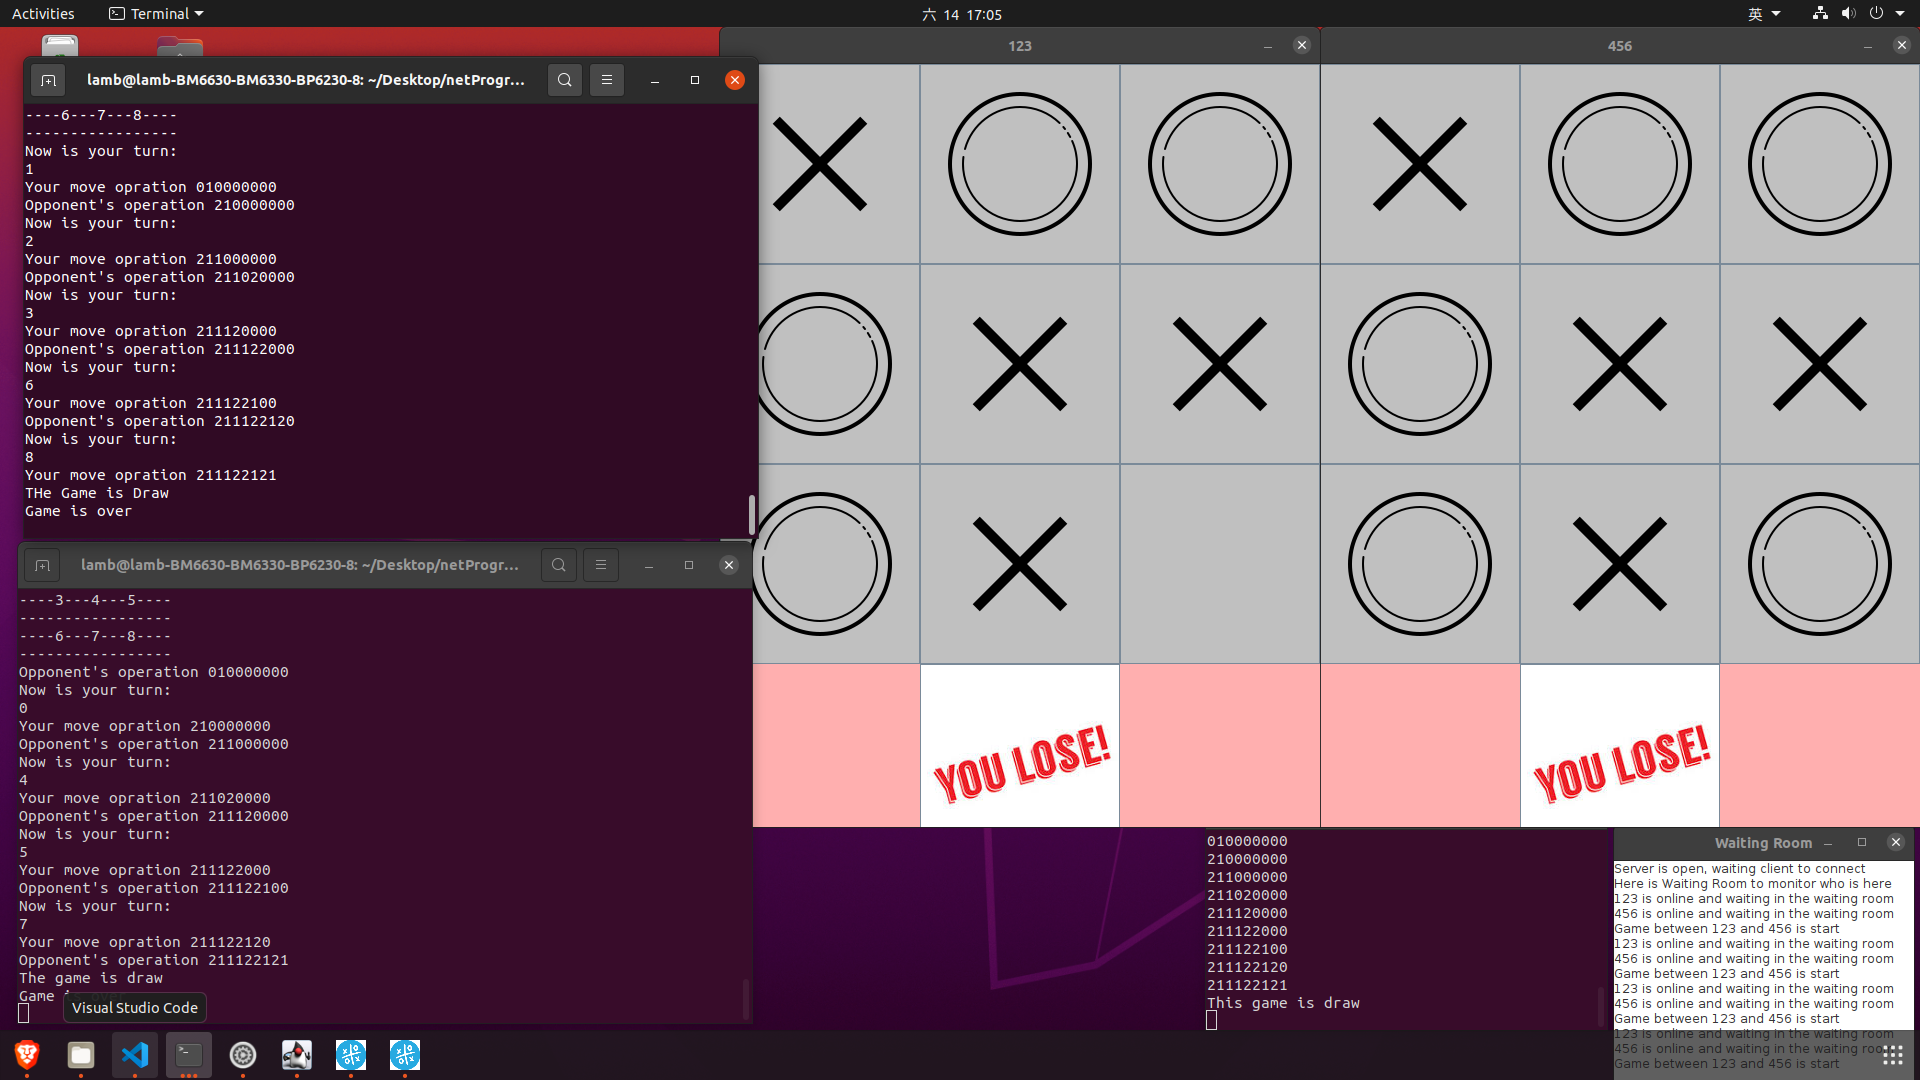 Activities
Terminal
六 14 17:05
英
123
456
lamb@lamb-BM6630-BM6330-BP6230-8: ~/Desktop/netProgr...
----6---7---8----
-----------------
Now is your turn:
1
Your move opration 010000000
Opponent's operation 210000000
Now is your turn:
2
Your move opration 211000000
Opponent's operation 211020000
Now is your turn:
3
Your move opration 211120000
Opponent's operation 211122000
Now is your turn:
6
Your move opration 211122100
Opponent's operation 211122120
Now is your turn:
8
Your move opration 211122121
THe Game is Draw
Game is over
lamb@lamb-BM6630-BM6330-BP6230-8: ~/Desktop/netProgr...
----3---4---5----
-----------------
----6---7---8----
-----------------
Opponent's operation 010000000
Now is your turn:
0
Your move opration 210000000
Opponent's operation 211000000
Now is your turn:
4
Your move opration 211020000
Opponent's operation 211120000
Now is your turn:
5
Your move opration 211122000
Opponent's operation 211122100
Now is your turn:
7
Your move opration 211122120
Opponent's operation 211122121
The game is draw
Game is over
Visual Studio Code
YOU LOSE!
YOU LOSE!
010000000
210000000
211000000
211020000
211120000
211122000
211122100
211122120
211122121
This game is draw
Waiting Room
Server is open, waiting client to connect
Here is Waiting Room to monitor who is here
123 is online and waiting in the waiting room
456 is online and waiting in the waiting room
Game between 123 and 456 is start
123 is online and waiting in the waiting room
456 is online and waiting in the waiting room
Game between 123 and 456 is start
123 is online and waiting in the waiting room
456 is online and waiting in the waiting room
Game between 123 and 456 is start
123 is online and waiting in the waiting room
456 is online and waiting in the waiting room
Game between 123 and 456 is start